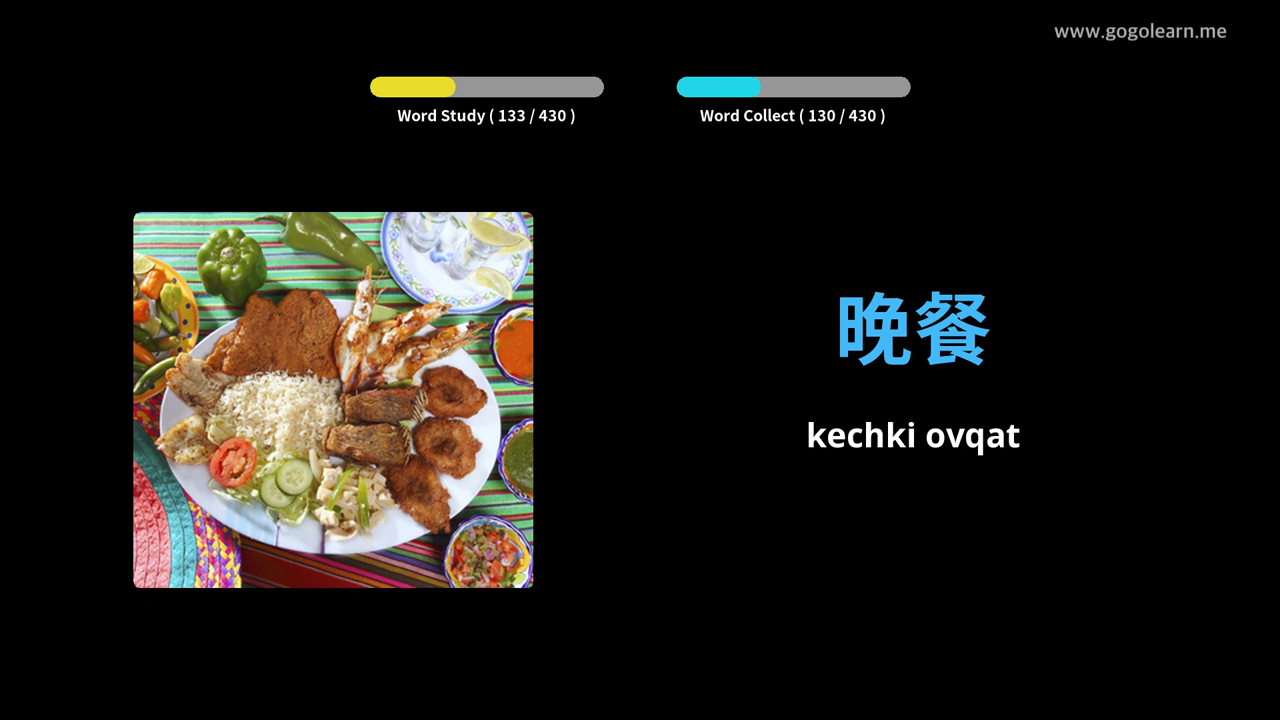 www.gogolearn.me
Word Study ( 133 / 430 )
Word Collect ( 130 / 430 )
晚餐
kechki ovqat